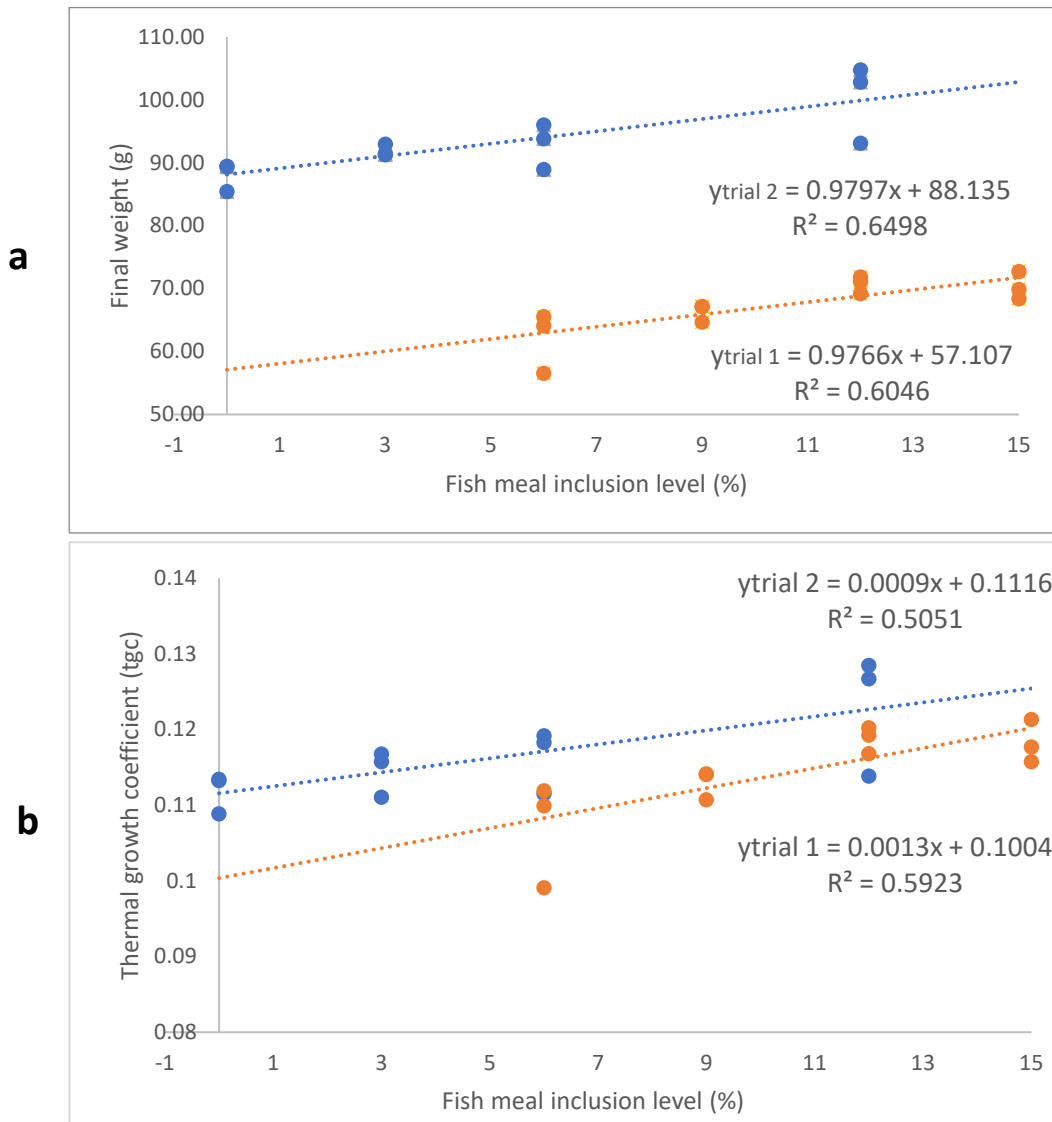 a
110.00
100.00
90.00
80.00
70.00
60.00
50.00
Final weight (g)
ytrial 2 = 0.9797x + 88.135
R² = 0.6498
ytrial 1 = 0.9766x + 57.107
R² = 0.6046
-1 1 3 5 7 9 11 13 15
Fish meal inclusion level (%)
b
0.14
0.13
0.12
0.11
0.1
0.09
0.08
Thermal growth coefficient (tgc)
ytrial 2 = 0.0009x + 0.1116
R² = 0.5051
ytrial 1 = 0.0013x + 0.1004
R² = 0.5923
-1 1 3 5 7 9 11 13 15
Fish meal inclusion level (%)